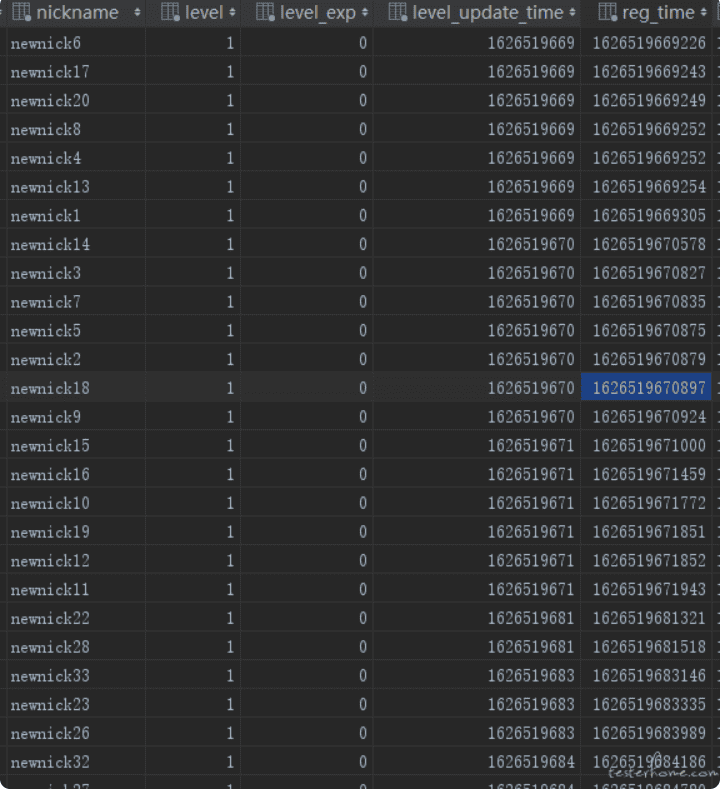 nickname level level_exp level_update_time reg_time
newnick6 1 0 1626519669 1626519669226
newnick17 1 0 1626519669 1626519669243
newnick20 1 0 1626519669 1626519669249
newnick8 1 0 1626519669 1626519669252
newnick4 1 0 1626519669 1626519669252
newnick13 1 0 1626519669 1626519669254
newnick1 1 0 1626519669 1626519669305
newnick14 1 0 1626519670 1626519670578
newnick3 1 0 1626519670 1626519670827
newnick7 1 0 1626519670 1626519670835
newnick5 1 0 1626519670 1626519670875
newnick2 1 0 1626519670 1626519670879
newnick18 1 0 1626519670 1626519670897
newnick9 1 0 1626519670 1626519670924
newnick15 1 0 1626519671 1626519671000
newnick16 1 0 1626519671 1626519671459
newnick10 1 0 1626519671 1626519671772
newnick19 1 0 1626519671 1626519671851
newnick12 1 0 1626519671 1626519671852
newnick11 1 0 1626519671 1626519671943
newnick22 1 0 1626519681 1626519681321
newnick28 1 0 1626519681 1626519681518
newnick33 1 0 1626519683 1626519683146
newnick23 1 0 1626519683 1626519683335
newnick26 1 0 1626519683 1626519683989
newnick32 1 0 1626519684 1626519684186
testerhome.com